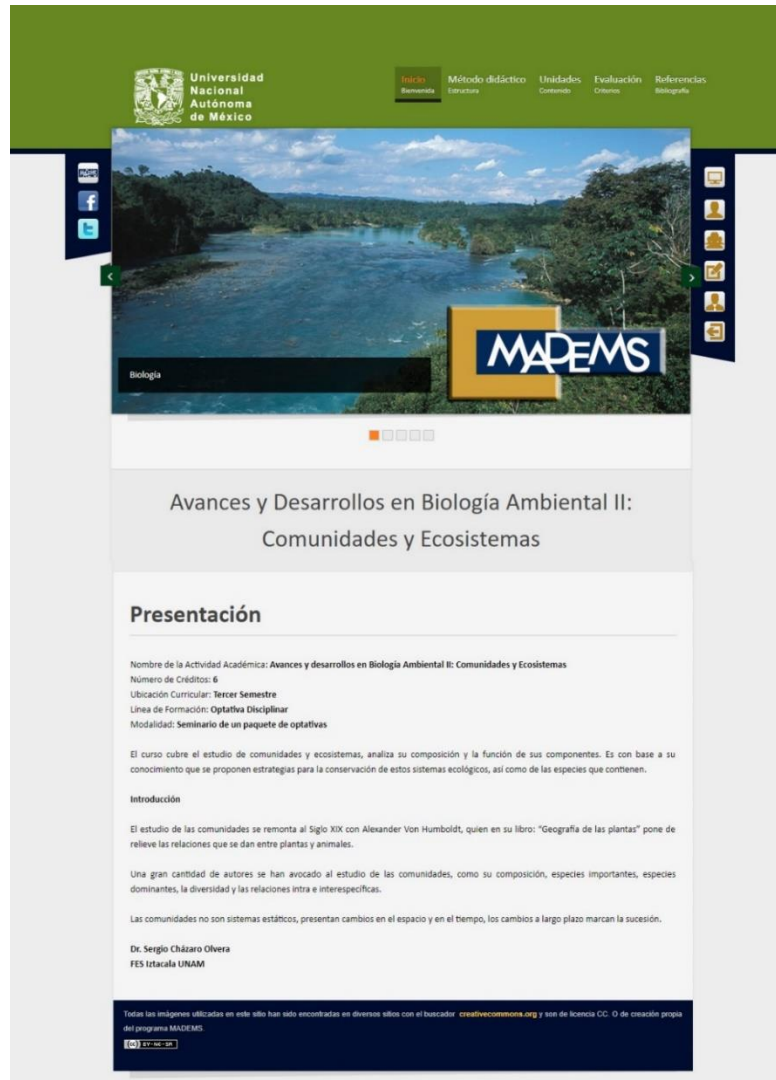 Universidad
Nacional
Autónoma
de México
Inicio
Bienvenida
Método didáctico
Estructura
Unidades
Contenido
Evaluación
Criterios
Referencias
Bibliografía
MADEMS
Biología
Avances y Desarrollos en Biología Ambiental II:
Comunidades y Ecosistemas
Presentación
Nombre de la Actividad Académica: Avances y desarrollos en Biología Ambiental II: Comunidades y Ecosistemas
Número de Créditos: 6
Ubicación Curricular: Tercer Semestre
Línea de Formación: Optativa Disciplinar
Modalidad: Seminario de un paquete de optativas
El curso cubre el estudio de comunidades y ecosistemas, analiza su composición y la función de sus componentes. Es con base a su
conocimiento que se proponen estrategias para la conservación de estos sistemas ecológicos, así como de las especies que contienen.
Introducción
El estudio de las comunidades se remonta al Siglo XIX con Alexander Von Humboldt, quien en su libro: "Geografía de las plantas" pone de
relieve las relaciones que se dan entre plantas y animales.
Una gran cantidad de autores se han avocado al estudio de las comunidades, como su composición, especies importantes, especies
dominantes, la diversidad y las relaciones intra e interespecíficas.
Las comunidades no son sistemas estáticos, presentan cambios en el espacio y en el tiempo, los cambios a largo plazo marcan la sucesión.
Dr. Sergio Cházaro Olvera
FES Iztacala UNAM
Todas las imágenes utilizadas en este sitio han sido encontradas en diversos sitios con el buscador creativecommons.org y son de licencia CC. O de creación propia
del programa MADEMS.
(cc) BY-NC-SA